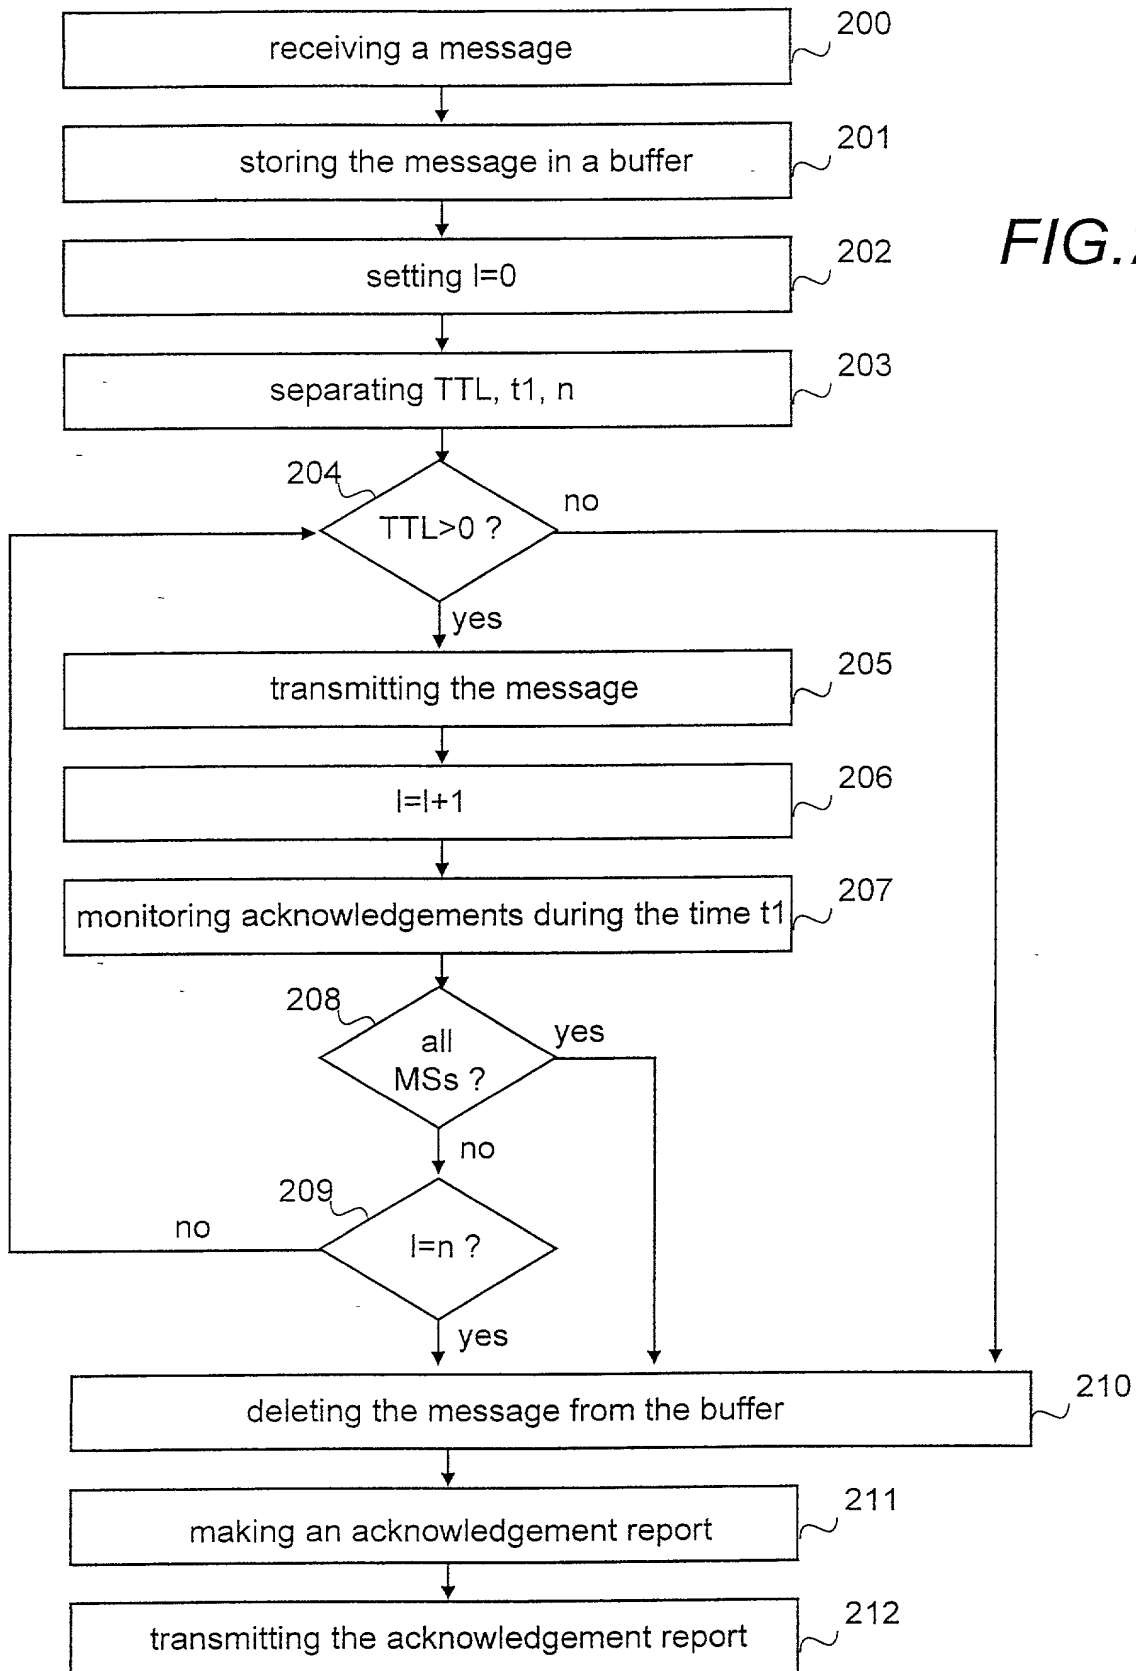 receiving a message
200
storing the message in a buffer
201
FIG.
setting I=0
202
separating TTL, t1, n
203
204
TTL>0 ?
no
yes
transmitting the message
205
I=I+1
206
monitoring acknowledgements during the time t1
207
208
all
MSs ?
yes
no
209
I=n ?
no
yes
deleting the message from the buffer
210
making an acknowledgement report
211
transmitting the acknowledgement report
212